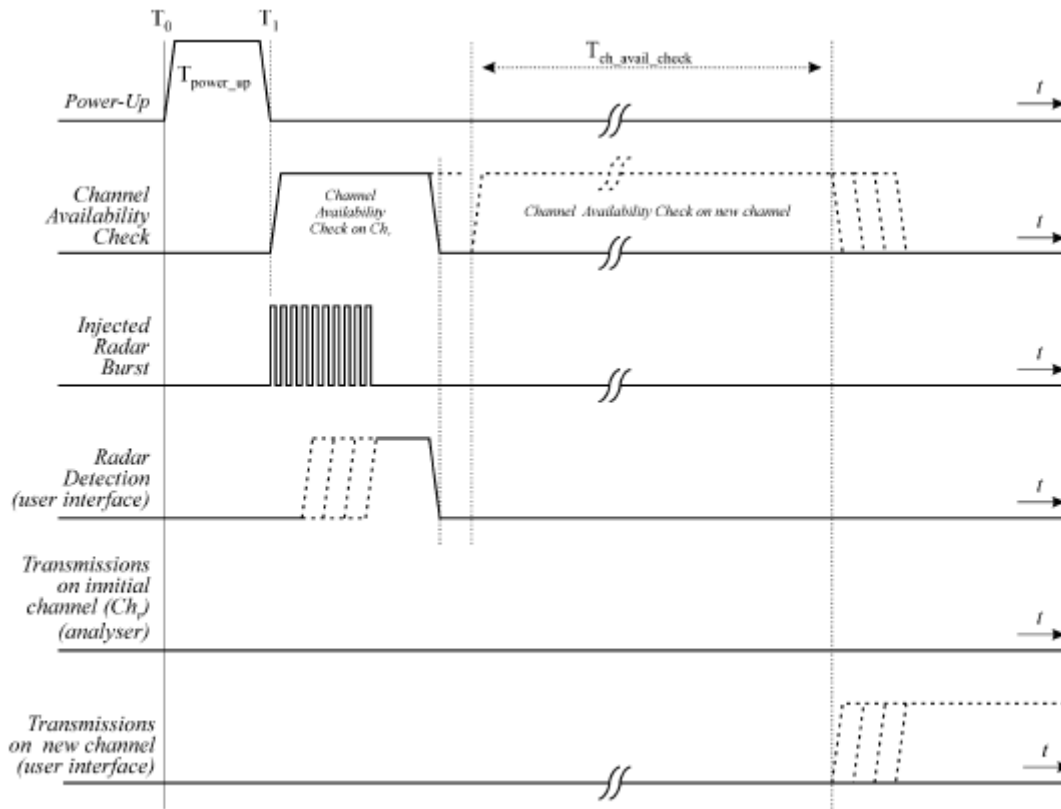 T0 T1
Tch_avail_check
Tpower_up
Power-Up
t
Channel
Availability
Check
Channel
Availability
Check on Chr
Channel Availability Check on new channel
t
Injected
Radar
Burst
t
Radar
Detection
(user interface)
t
Transmissions
on innitial
channel (Chr)
(analyser)
t
Transmissions
on new channel
(user interface)
t